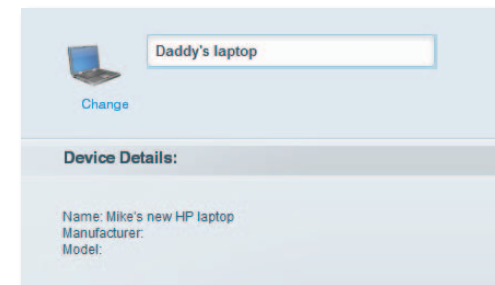 Daddy's laptop
Change
Device Details:
Name: Mike's new HP laptop
Manufacturer:
Model: